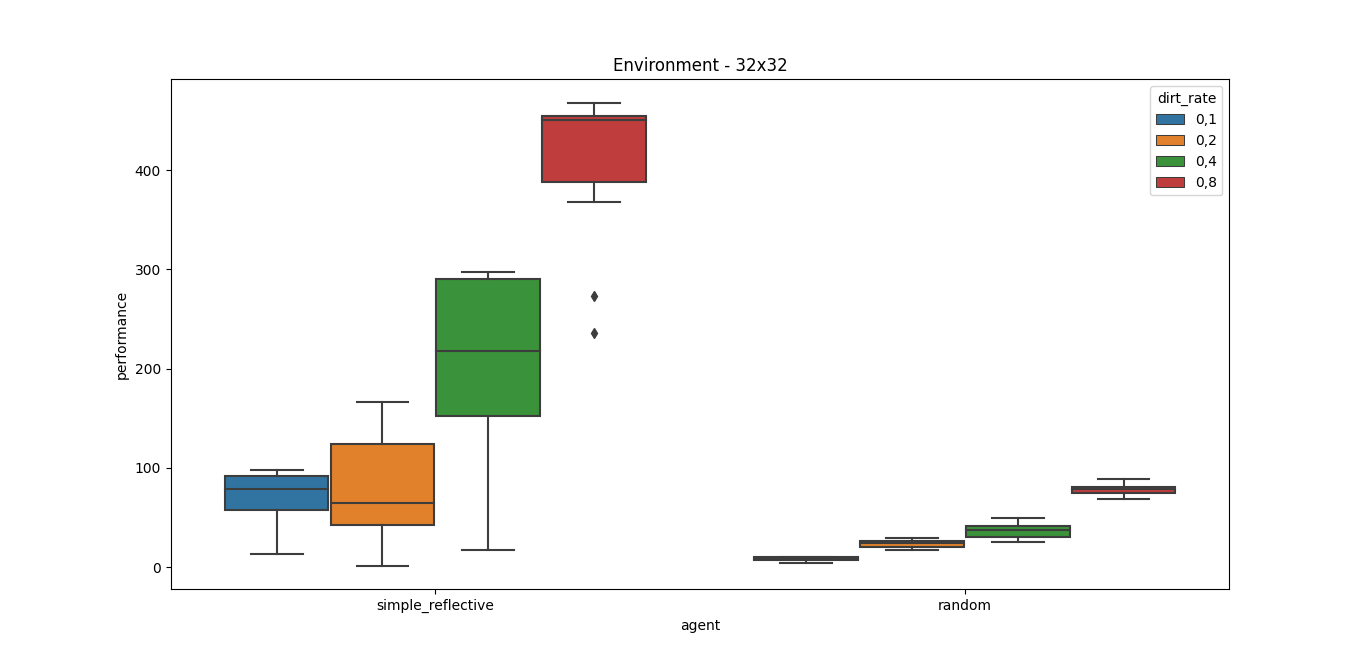 Environment - 32x32
dirt_rate
0,1
0,2
0,4
0,8
performance
400
300
200
100
0
simple_reflective
random
agent